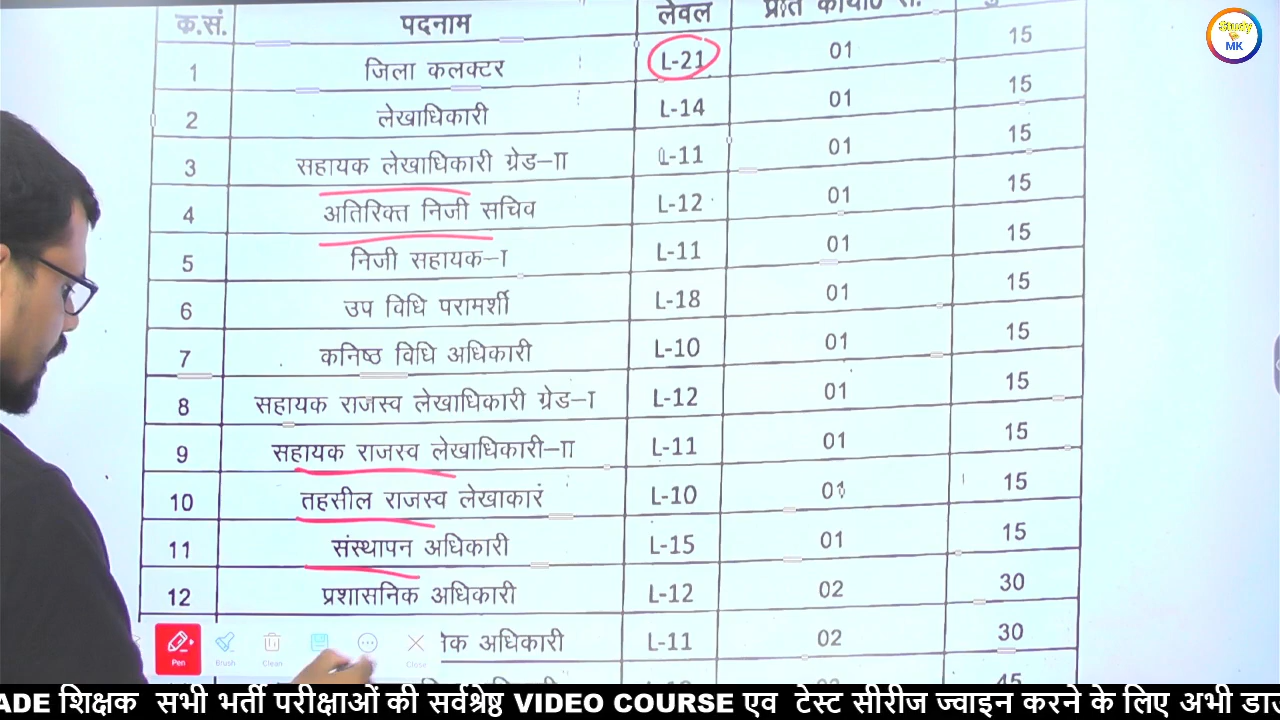 क.सं. पदनाम लेवल
Study
MK
1 जिला कलक्टर L-21 01 15
2 लेखाधिकारी L-14 01 15
3 सहायक लेखाधिकारी ग्रेड–II L-11 01 15
4 अतिरिक्त निजी सचिव L-12 01 15
5 निजी सहायक–I L-11 01 15
6 उप विधि परामर्शी L-18 01 15
7 कनिष्ठ विधि अधिकारी L-10 01 15
8 सहायक राजस्व लेखाधिकारी ग्रेड–I L-12 01 15
9 सहायक राजस्व लेखाधिकारी–II L-11 01 15
10 तहसील राजस्व लेखाकार L-10 01 15
11 संस्थापन अधिकारी L-15 01 15
12 प्रशासनिक अधिकारी L-12 02 30
अधिकारी L-11 02 30
Pen Brush Clean Close
ADE शिक्षक सभी भर्ती परीक्षाओं की सर्वश्रेष्ठ VIDEO COURSE एव टेस्ट सीरीज ज्वाइन करने के लिए अभी